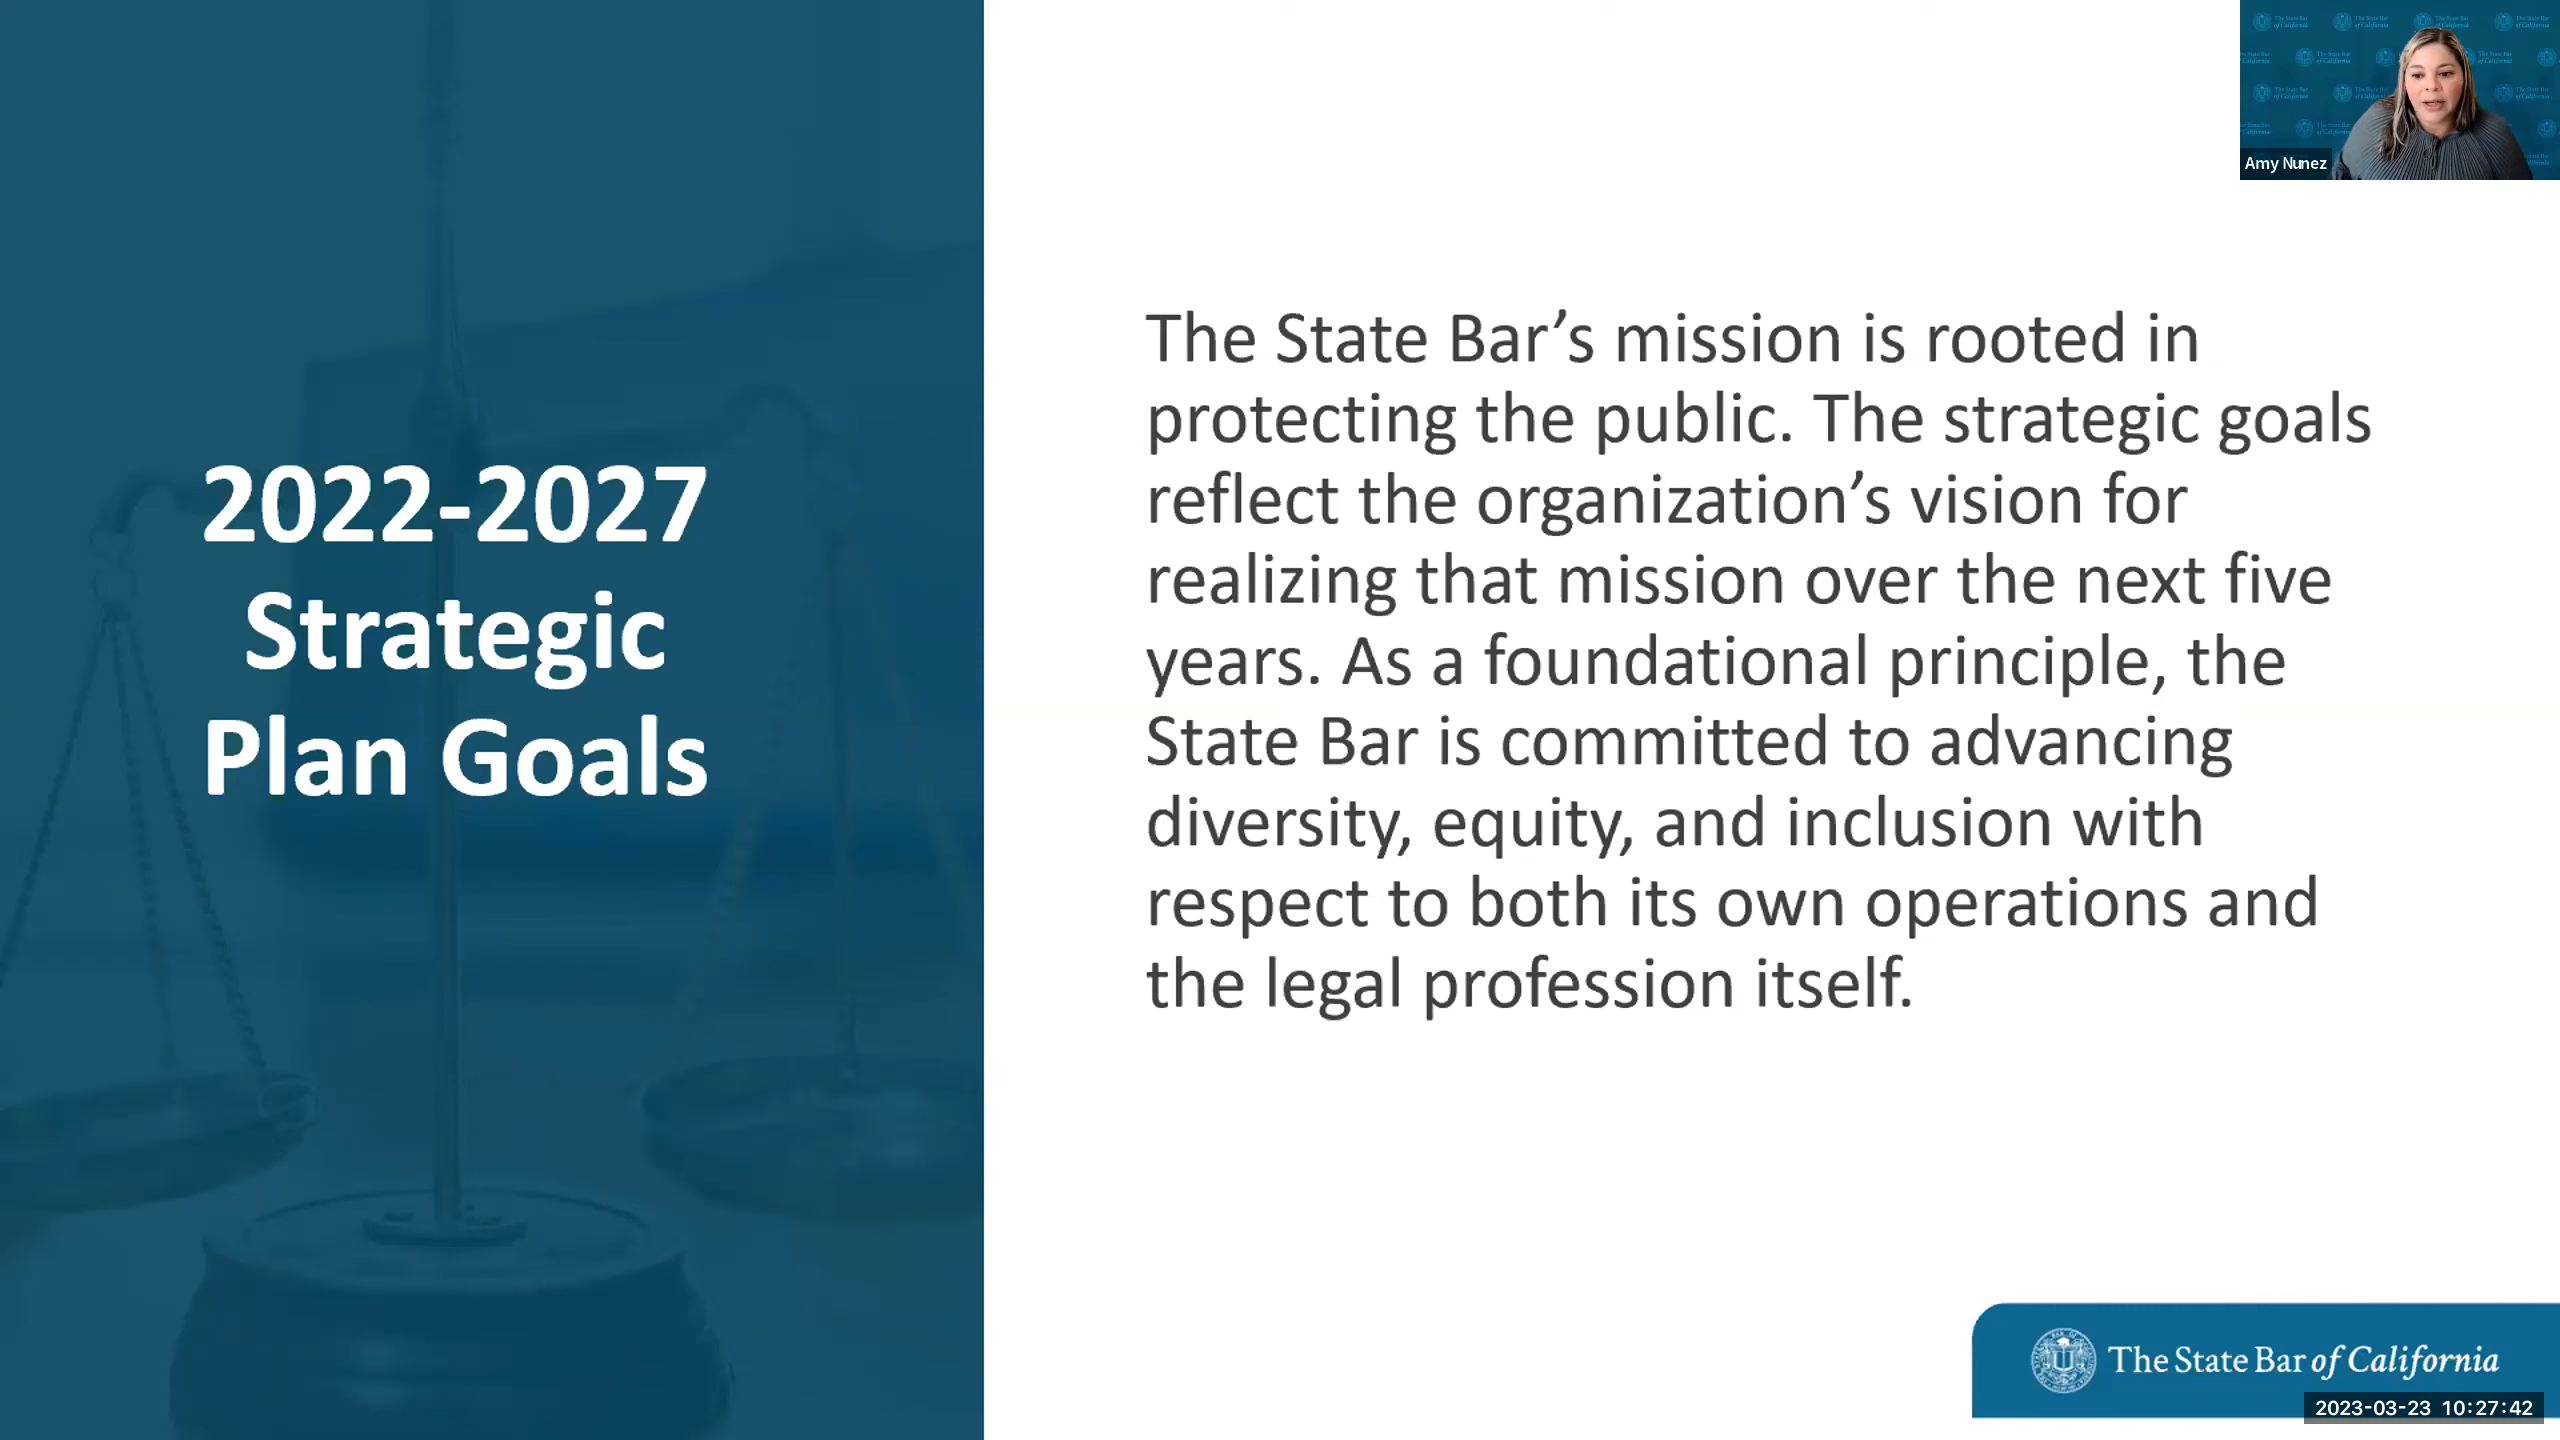 2022-2027
Strategic
Plan Goals
The State Bar’s mission is rooted in
protecting the public. The strategic goals
reflect the organization’s vision for
realizing that mission over the next five
years. As a foundational principle, the
State Bar is committed to advancing
diversity, equity, and inclusion with
respect to both its own operations and
the legal profession itself.
Amy Nunez
The State Bar of California
2023-03-23 10:27:42